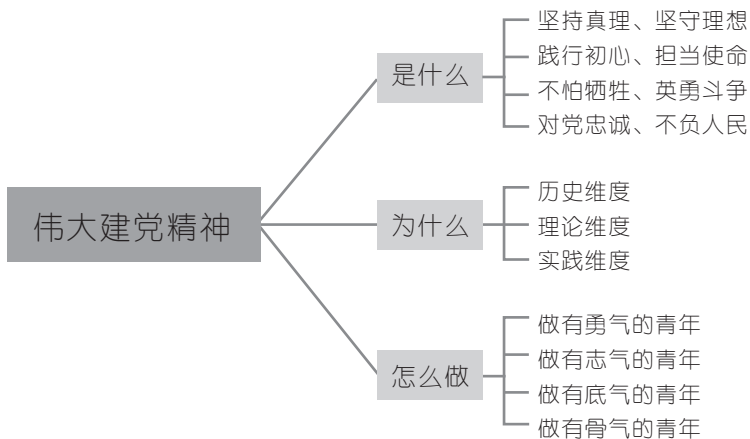 伟大建党精神
是什么
坚持真理、坚守理想
践行初心、担当使命
不怕牺牲、英勇斗争
对党忠诚、不负人民
为什么
历史维度
理论维度
实践维度
怎么做
做有勇气的青年
做有志气的青年
做有底气的青年
做有骨气的青年